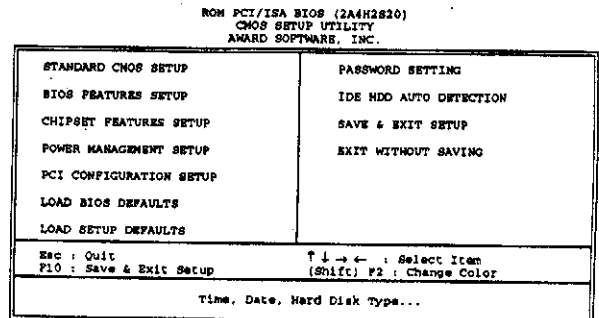 ROM PCI/ISA BIOS (2A4H2S20)
CMOS SETUP UTILITY
AWARD SOFTWARE, INC.
STANDARD CMOS SETUP
BIOS FEATURES SETUP
CHIPSET FEATURES SETUP
POWER MANAGEMENT SETUP
PCI CONFIGURATION SETUP
LOAD BIOS DEFAULTS
LOAD SETUP DEFAULTS
PASSWORD SETTING
IDE HDD AUTO DETECTION
SAVE & EXIT SETUP
EXIT WITHOUT SAVING
Esc : Quit
F10 : Save & Exit Setup
↑ ↓ → ← : Select Item
(Shift) F2 : Change Color
Time, Date, Hard Disk Type...